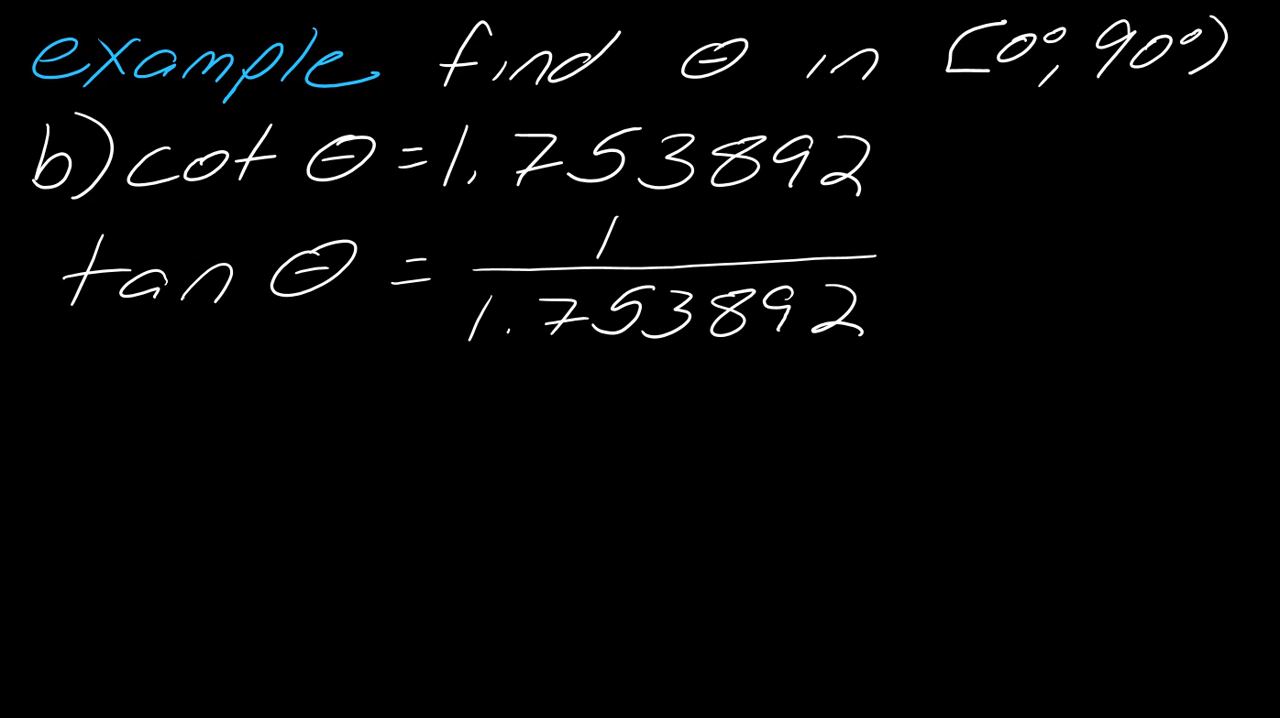 example find θ in [0°, 90°)
b) cot θ = 1.753892
tan θ = 1
1.753892